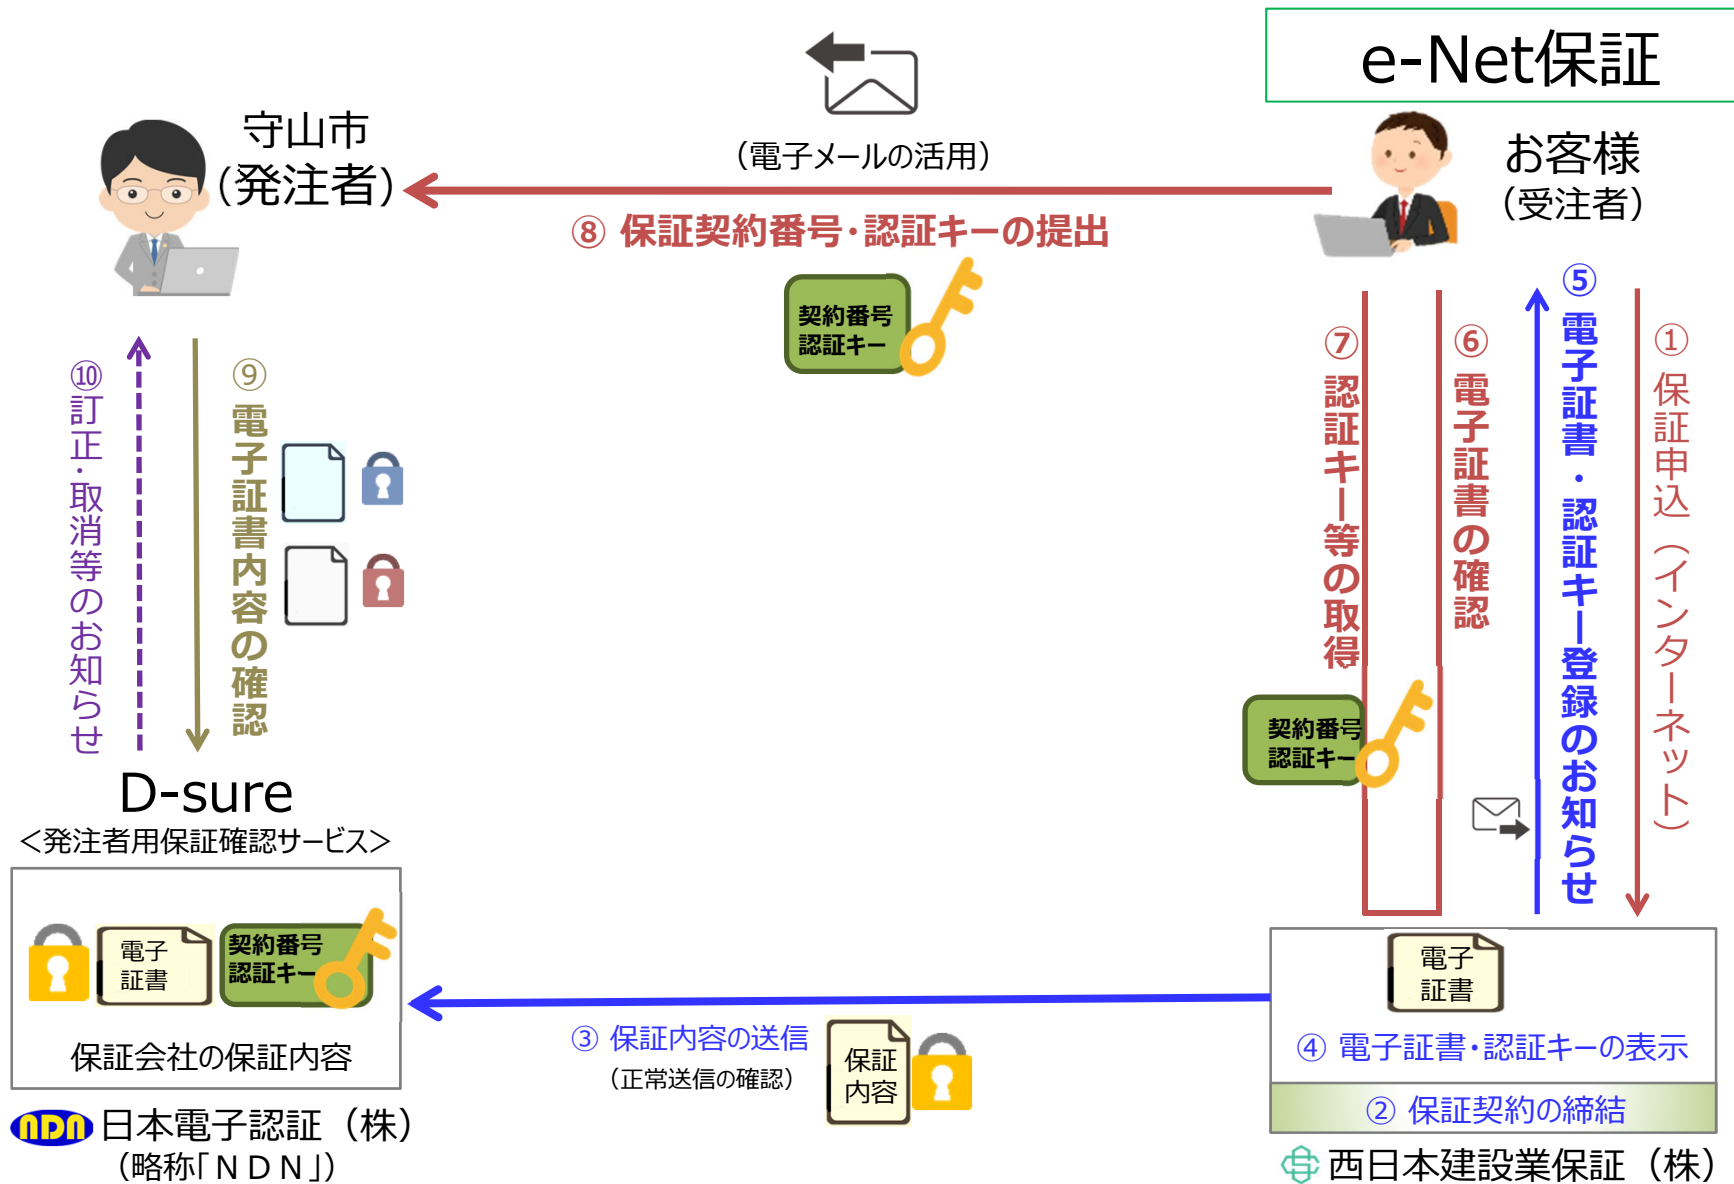 e-Net保証
守山市
（発注者）
（電子メールの活用）
お客様
（受注者）
⑧ 保証契約番号・認証キーの提出
契約番号
認証キー
⑩訂正・取消等のお知らせ
⑨ 電子証書内容の確認
⑦ 認証キー等の取得
⑥ 電子証書の確認
⑤ 電子証書・認証キー登録のお知らせ
① 保証申込（インターネット）
契約番号
認証キー
D-sure
＜発注者用保証確認サービス＞
電子
証書
契約番号
認証キー
保証会社の保証内容
NDN 日本電子認証（株）
（略称「ＮＤＮ」）
③ 保証内容の送信
（正常送信の確認）
保証
内容
電子
証書
④ 電子証書・認証キーの表示
② 保証契約の締結
西日本建設業保証（株）